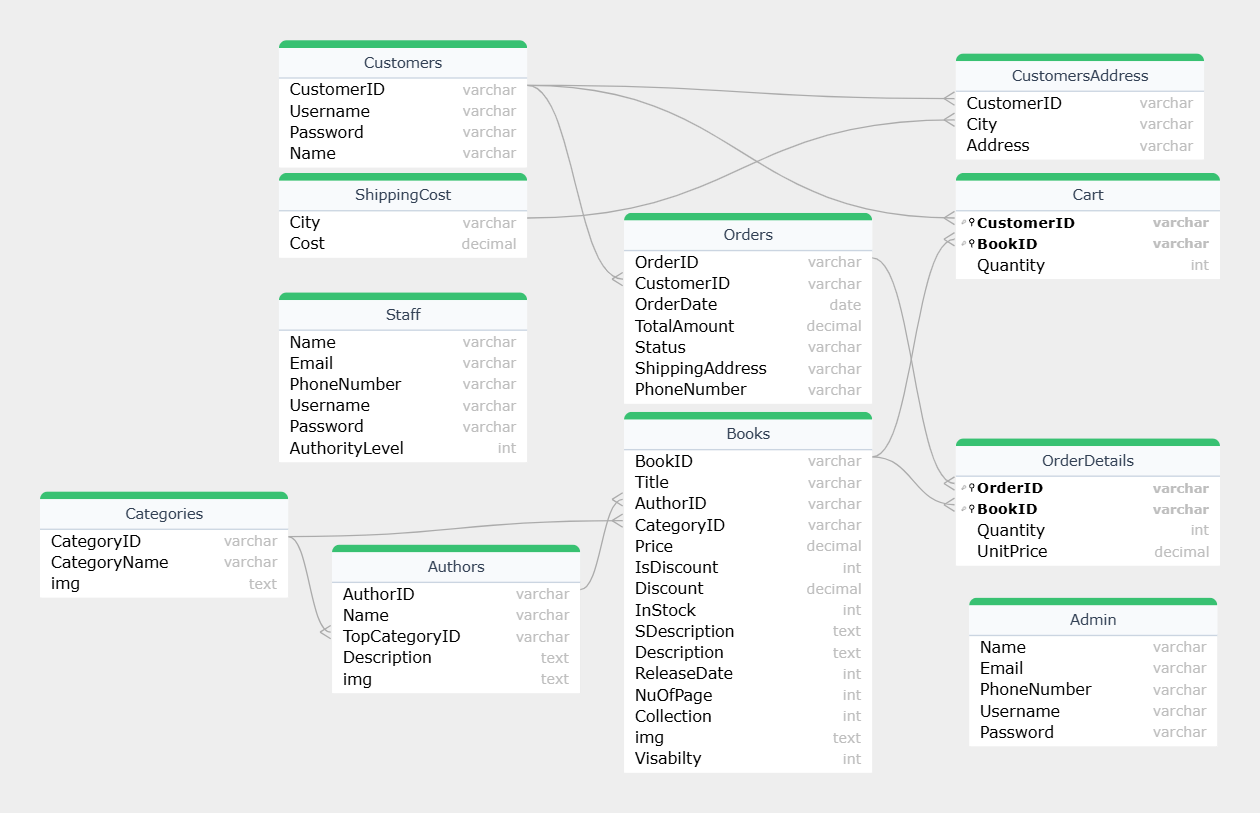 Customers
CustomerID varchar
Username varchar
Password varchar
Name varchar
ShippingCost
City varchar
Cost decimal
Staff
Name varchar
Email varchar
PhoneNumber varchar
Username varchar
Password varchar
AuthorityLevel int
Categories
CategoryID varchar
CategoryName varchar
img text
Authors
AuthorID varchar
Name varchar
TopCategoryID varchar
Description text
img text
Orders
OrderID varchar
CustomerID varchar
OrderDate date
TotalAmount decimal
Status varchar
ShippingAddress varchar
PhoneNumber varchar
Books
BookID varchar
Title varchar
AuthorID varchar
CategoryID varchar
Price decimal
IsDiscount int
Discount decimal
InStock int
SDescription text
Description text
ReleaseDate int
NuOfPage int
Collection int
img text
Visabilty int
CustomersAddress
CustomerID varchar
City varchar
Address varchar
Cart
CustomerID varchar
BookID varchar
Quantity int
OrderDetails
OrderID varchar
BookID varchar
Quantity int
UnitPrice decimal
Admin
Name varchar
Email varchar
PhoneNumber varchar
Username varchar
Password varchar